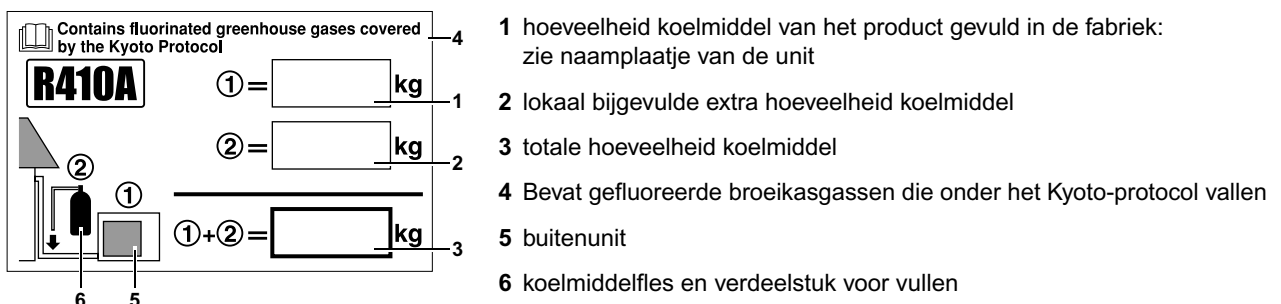 Contains fluorinated greenhouse gases covered
by the Kyoto Protocol
4
R410A
①=
kg
1
②=
kg
2
②
①
①+②=
kg
3
6
5
1 hoeveelheid koelmiddel van het product gevuld in de fabriek:
zie naamplaatje van de unit
2 lokaal bijgevulde extra hoeveelheid koelmiddel
3 totale hoeveelheid koelmiddel
4 Bevat gefluoreerde broeikasgassen die onder het Kyoto-protocol vallen
5 buitenunit
6 koelmiddelfles en verdeelstuk voor vullen